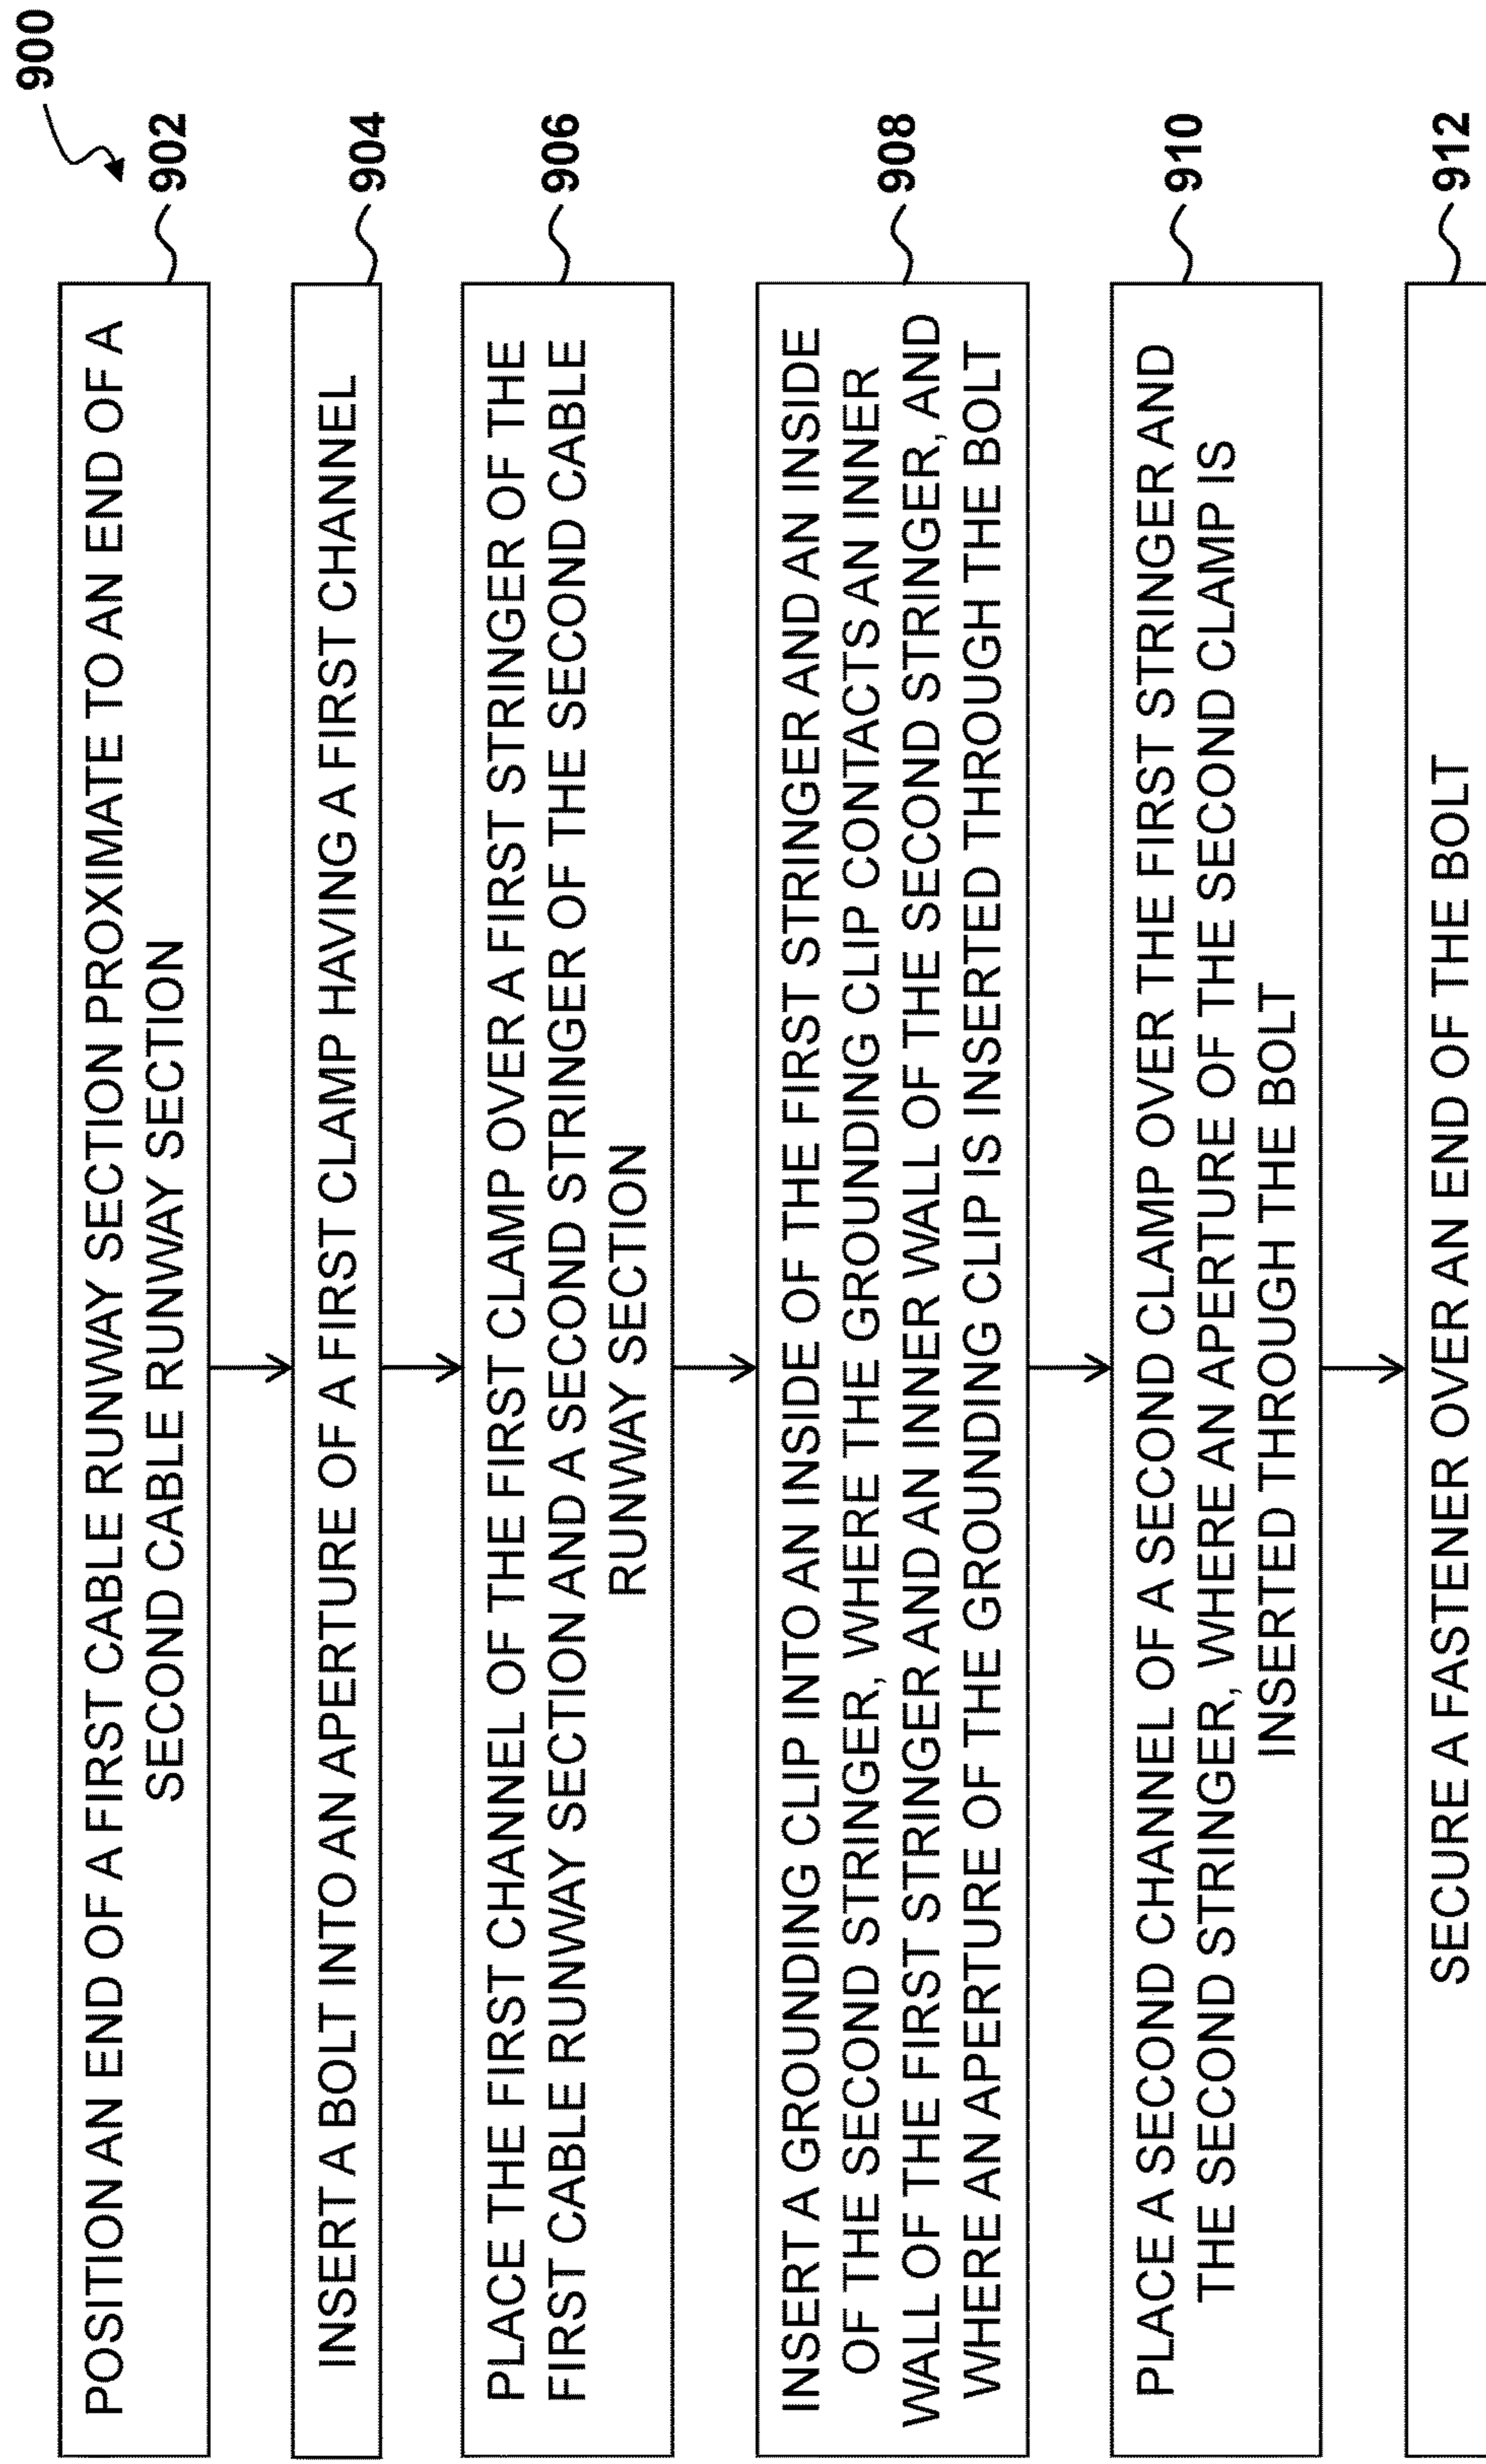 900
POSITION AN END OF A FIRST CABLE RUNWAY SECTION PROXIMATE TO AN END OF A
SECOND CABLE RUNWAY SECTION
902
INSERT A BOLT INTO AN APERTURE OF A FIRST CLAMP HAVING A FIRST CHANNEL
904
PLACE THE FIRST CHANNEL OF THE FIRST CLAMP OVER A FIRST STRINGER OF THE
FIRST CABLE RUNWAY SECTION AND A SECOND STRINGER OF THE SECOND CABLE
RUNWAY SECTION
906
INSERT A GROUNDING CLIP INTO AN INSIDE OF THE FIRST STRINGER AND AN INSIDE
OF THE SECOND STRINGER, WHERE THE GROUNDING CLIP CONTACTS AN INNER
WALL OF THE FIRST STRINGER AND AN INNER WALL OF THE SECOND STRINGER, AND
WHERE AN APERTURE OF THE GROUNDING CLIP IS INSERTED THROUGH THE BOLT
908
PLACE A SECOND CHANNEL OF A SECOND CLAMP OVER THE FIRST STRINGER AND
THE SECOND STRINGER, WHERE AN APERTURE OF THE SECOND CLAMP IS
INSERTED THROUGH THE BOLT
910
SECURE A FASTENER OVER AN END OF THE BOLT
912